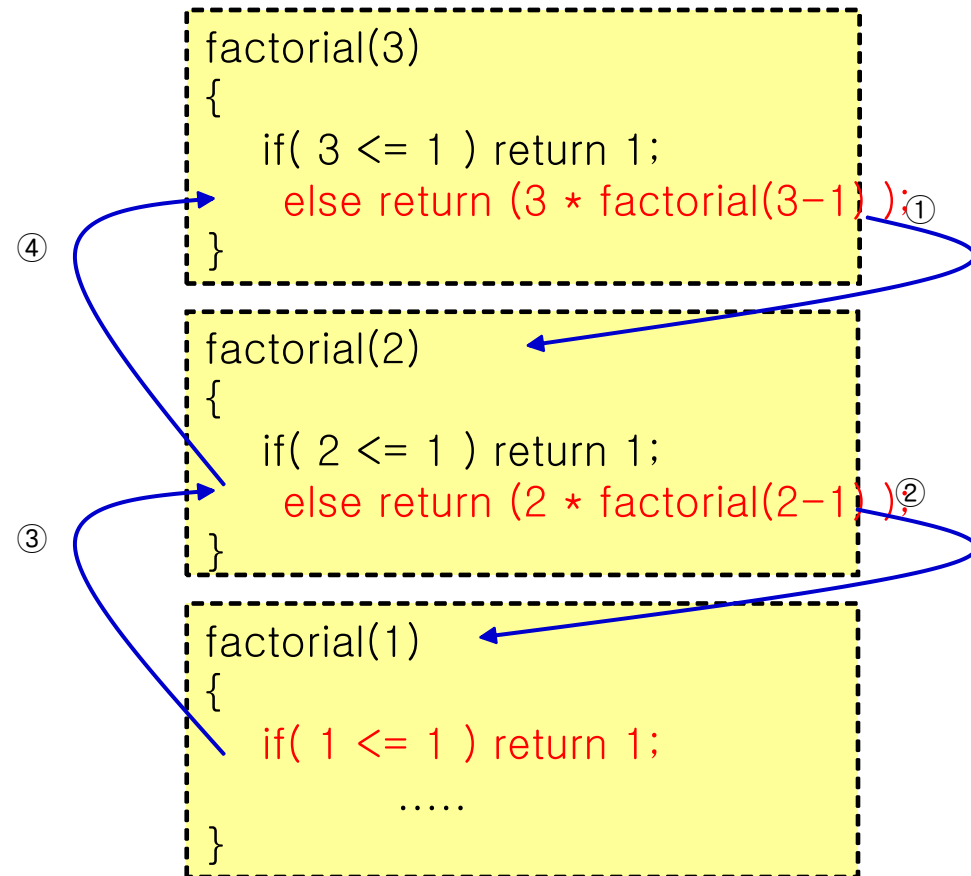 factorial(3)
{
if( 3 <= 1 ) return 1;
else return (3 * factorial(3-1) );
①
④
}
factorial(2)
{
if( 2 <= 1 ) return 1;
else return (2 * factorial(2-1) );
②
③
}
factorial(1)
{
if( 1 <= 1 ) return 1;
.....
}